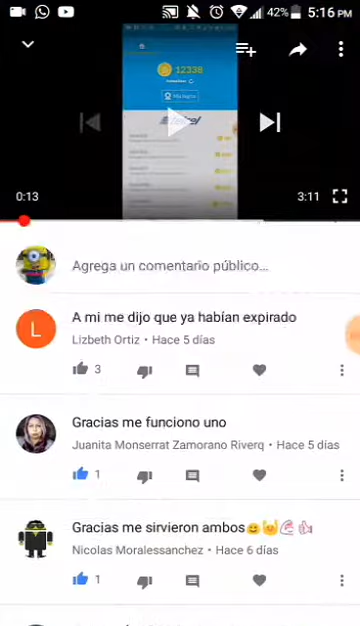 42% 5:16 PM
12338
telcel
0:13
3:11
Agrega un comentario público...
A mi me dijo que ya habían expirado
Lizbeth Ortiz • Hace 5 días
L
3
Gracias me funciono uno
Juanita Monserrat Zamorano Riverq • Hace 5 días
1
Gracias me sirvieron ambos😊🤘💪👍
Nicolas Moralessanchez • Hace 6 días
1